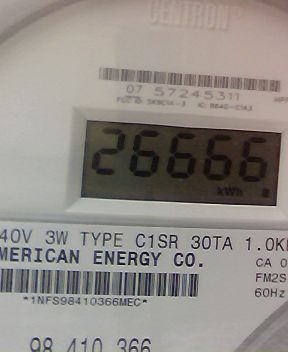 CENTRON®
07 57245311
26666
kWh
40V 3W TYPE C1SR 30TA 1.0K
MERICAN ENERGY CO.
CA 0
FM2S
60Hz
*1NFS98410366MEC*
98 410 366